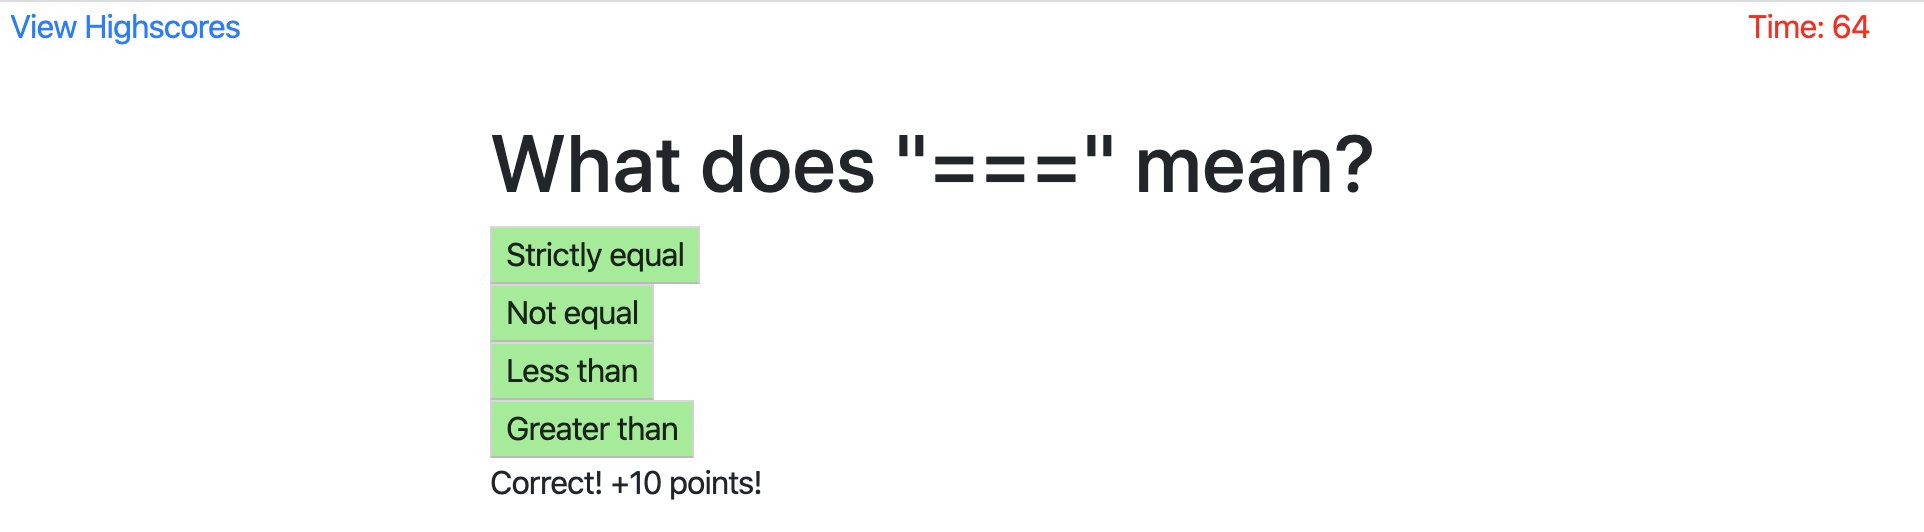 View Highscores
Time: 64
What does "===" mean?
Strictly equal
Not equal
Less than
Greater than
Correct! +10 points!